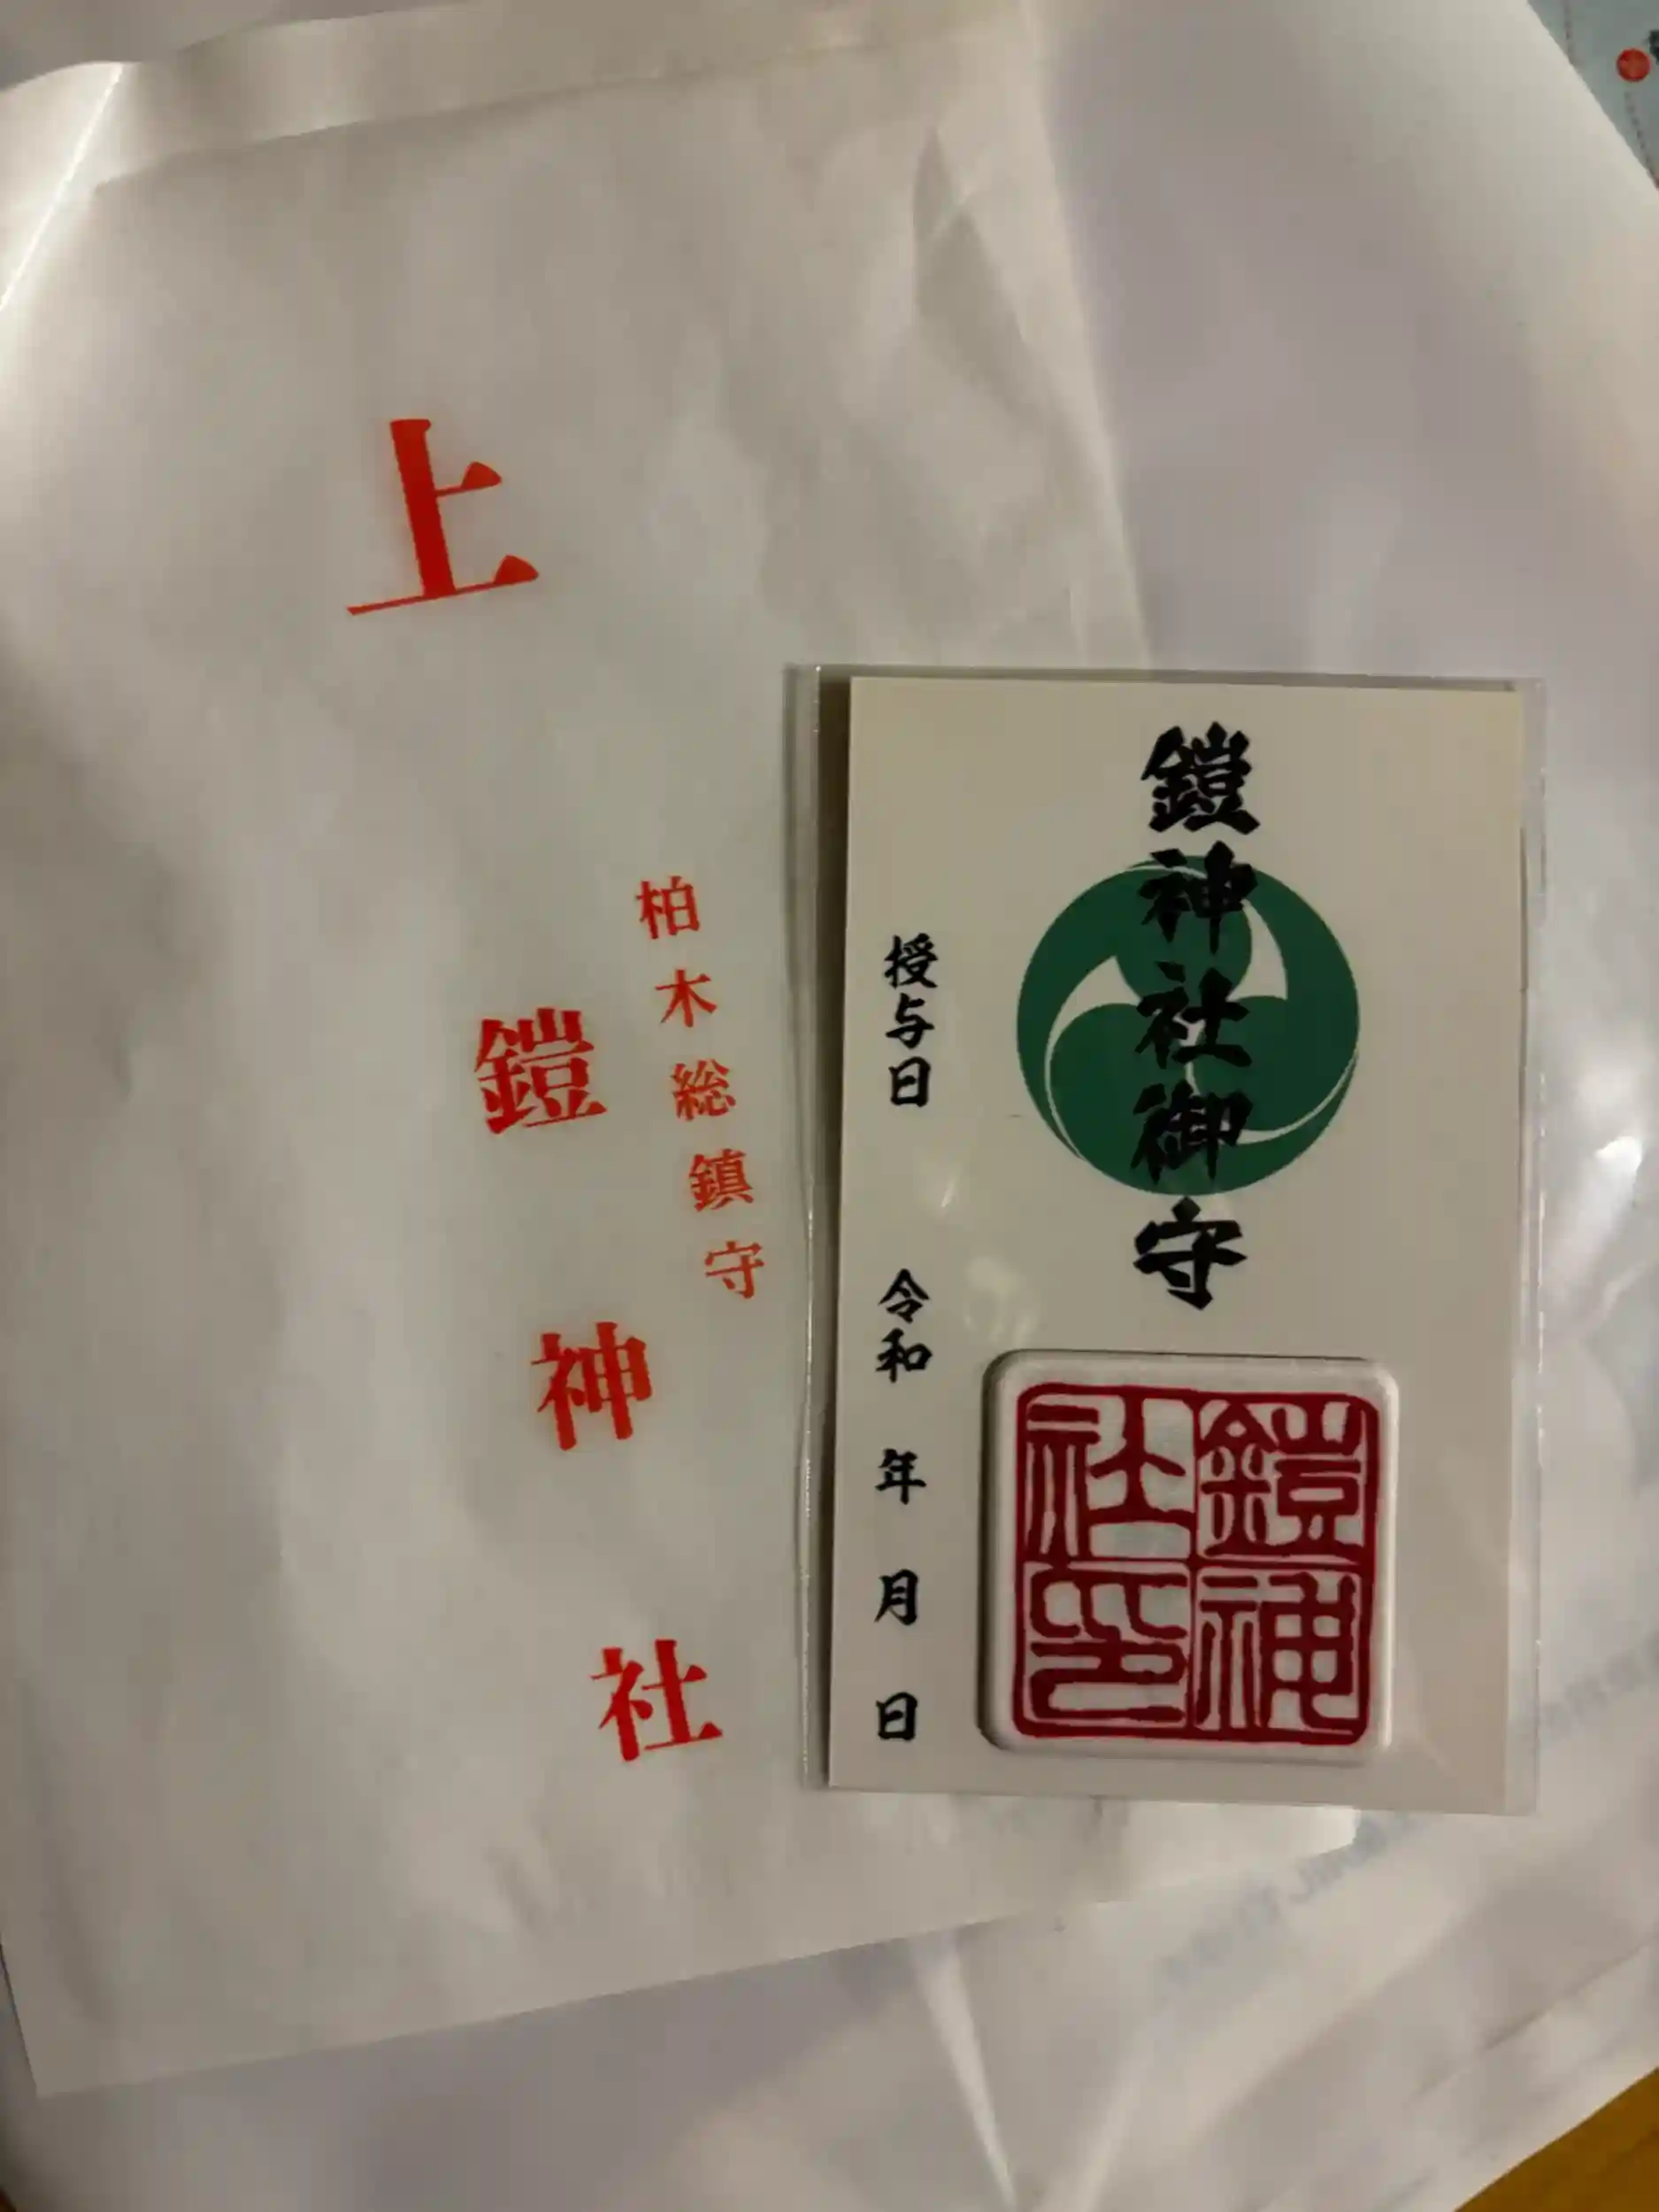 上
柏木総鎮守
鎧神社
鎧神社御守
授与日 令和 年 月 日
鎧神社印